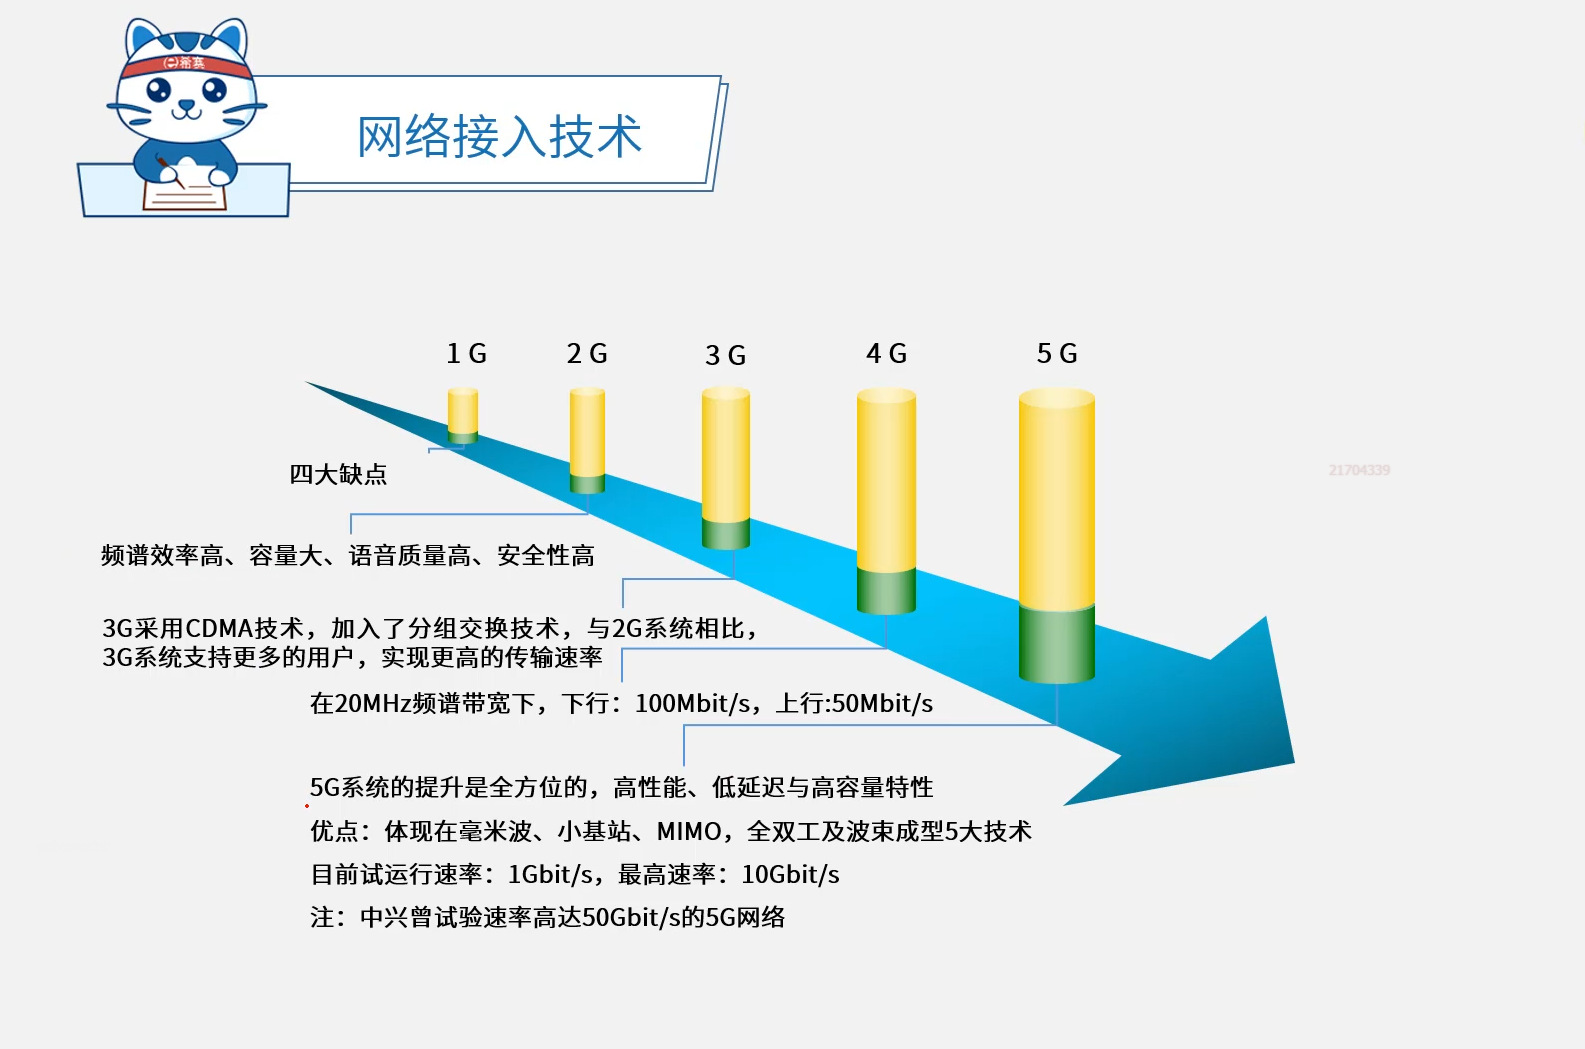 希赛
网络接入技术
1 G
2 G
3 G
4 G
5 G
21704339
四大缺点
频谱效率高、容量大、语音质量高、安全性高
3G采用CDMA技术，加入了分组交换技术，与2G系统相比，
3G系统支持更多的用户，实现更高的传输速率
在20MHz频谱带宽下，下行：100Mbit/s，上行:50Mbit/s
5G系统的提升是全方位的，高性能、低延迟与高容量特性
优点：体现在毫米波、小基站、MIMO，全双工及波束成型5大技术
目前试运行速率：1Gbit/s，最高速率：10Gbit/s
注：中兴曾试验速率高达50Gbit/s的5G网络